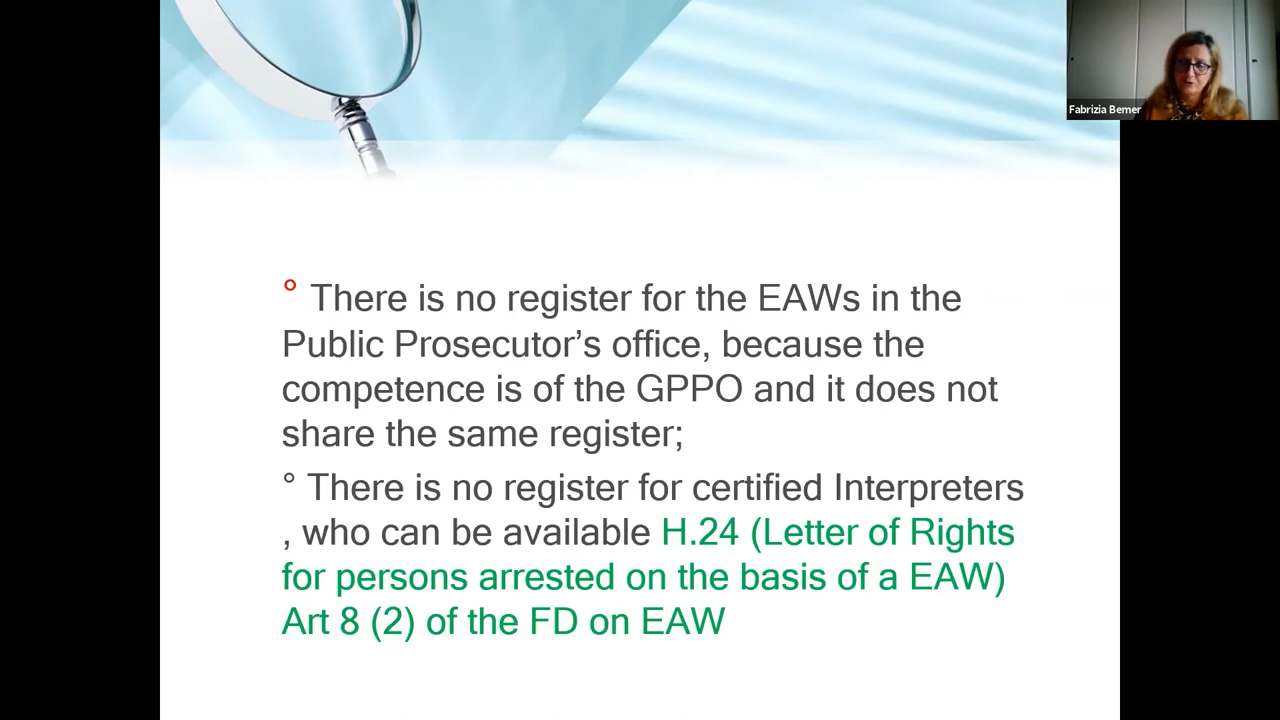 Fabrizia Bemer
° There is no register for the EAWs in the
Public Prosecutor’s office, because the
competence is of the GPPO and it does not
share the same register;
° There is no register for certified Interpreters
, who can be available H.24 (Letter of Rights
for persons arrested on the basis of a EAW)
Art 8 (2) of the FD on EAW